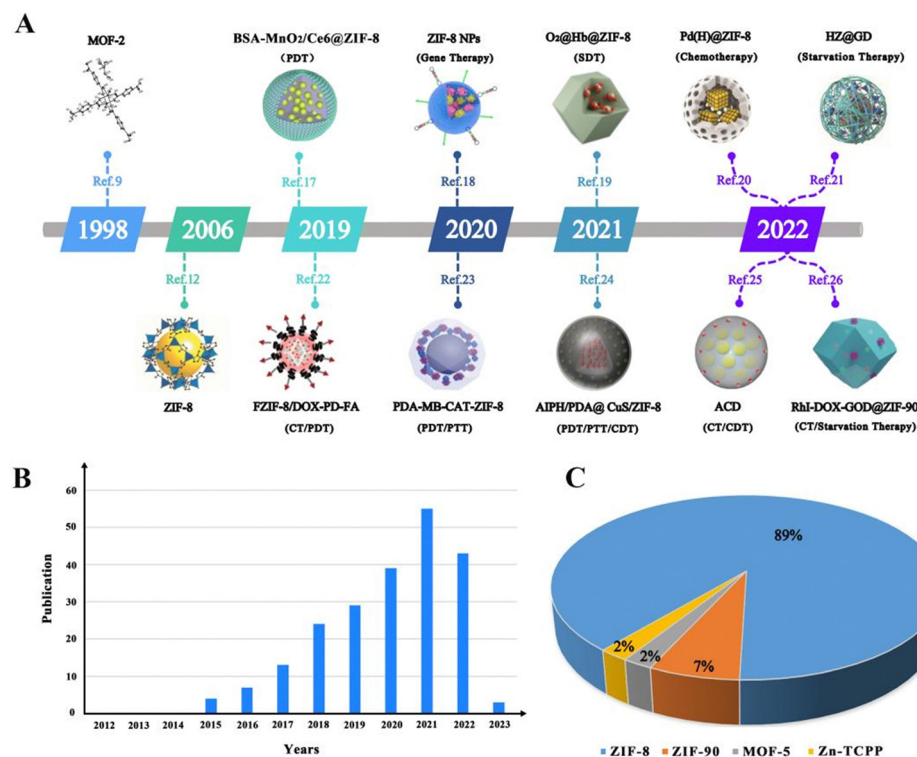 A
MOF-2
BSA-MnO2/Ce6@ZIF-8
(PDT)
ZIF-8 NPs
(Gene Therapy)
O2@Hb@ZIF-8
(SDT)
Pd(H)@ZIF-8
(Chemotherapy)
HZ@GD
(Starvation Therapy)
Ref.9
Ref.17
Ref.18
Ref.19
Ref.20
Ref.21
1998
2006
2019
2020
2021
2022
Ref.12
Ref.22
Ref.23
Ref.24
Ref.25
Ref.26
ZIF-8
FZIF-8/DOX-PD-FA
(CT/PDT)
PDA-MB-CAT-ZIF-8
(PDT/PTT)
AIPH/PDA@ CuS/ZIF-8
(PDT/PTT/CDT)
ACD
(CT/CDT)
RhI-DOX-GOD@ZIF-90
(CT/Starvation Therapy)
B
Publication
60
50
40
30
20
10
0
2012 2013 2014 2015 2016 2017 2018 2019 2020 2021 2022 2023
Years
C
89%
2%
2%
7%
ZIF-8 ZIF-90 MOF-5 Zn-TCPP